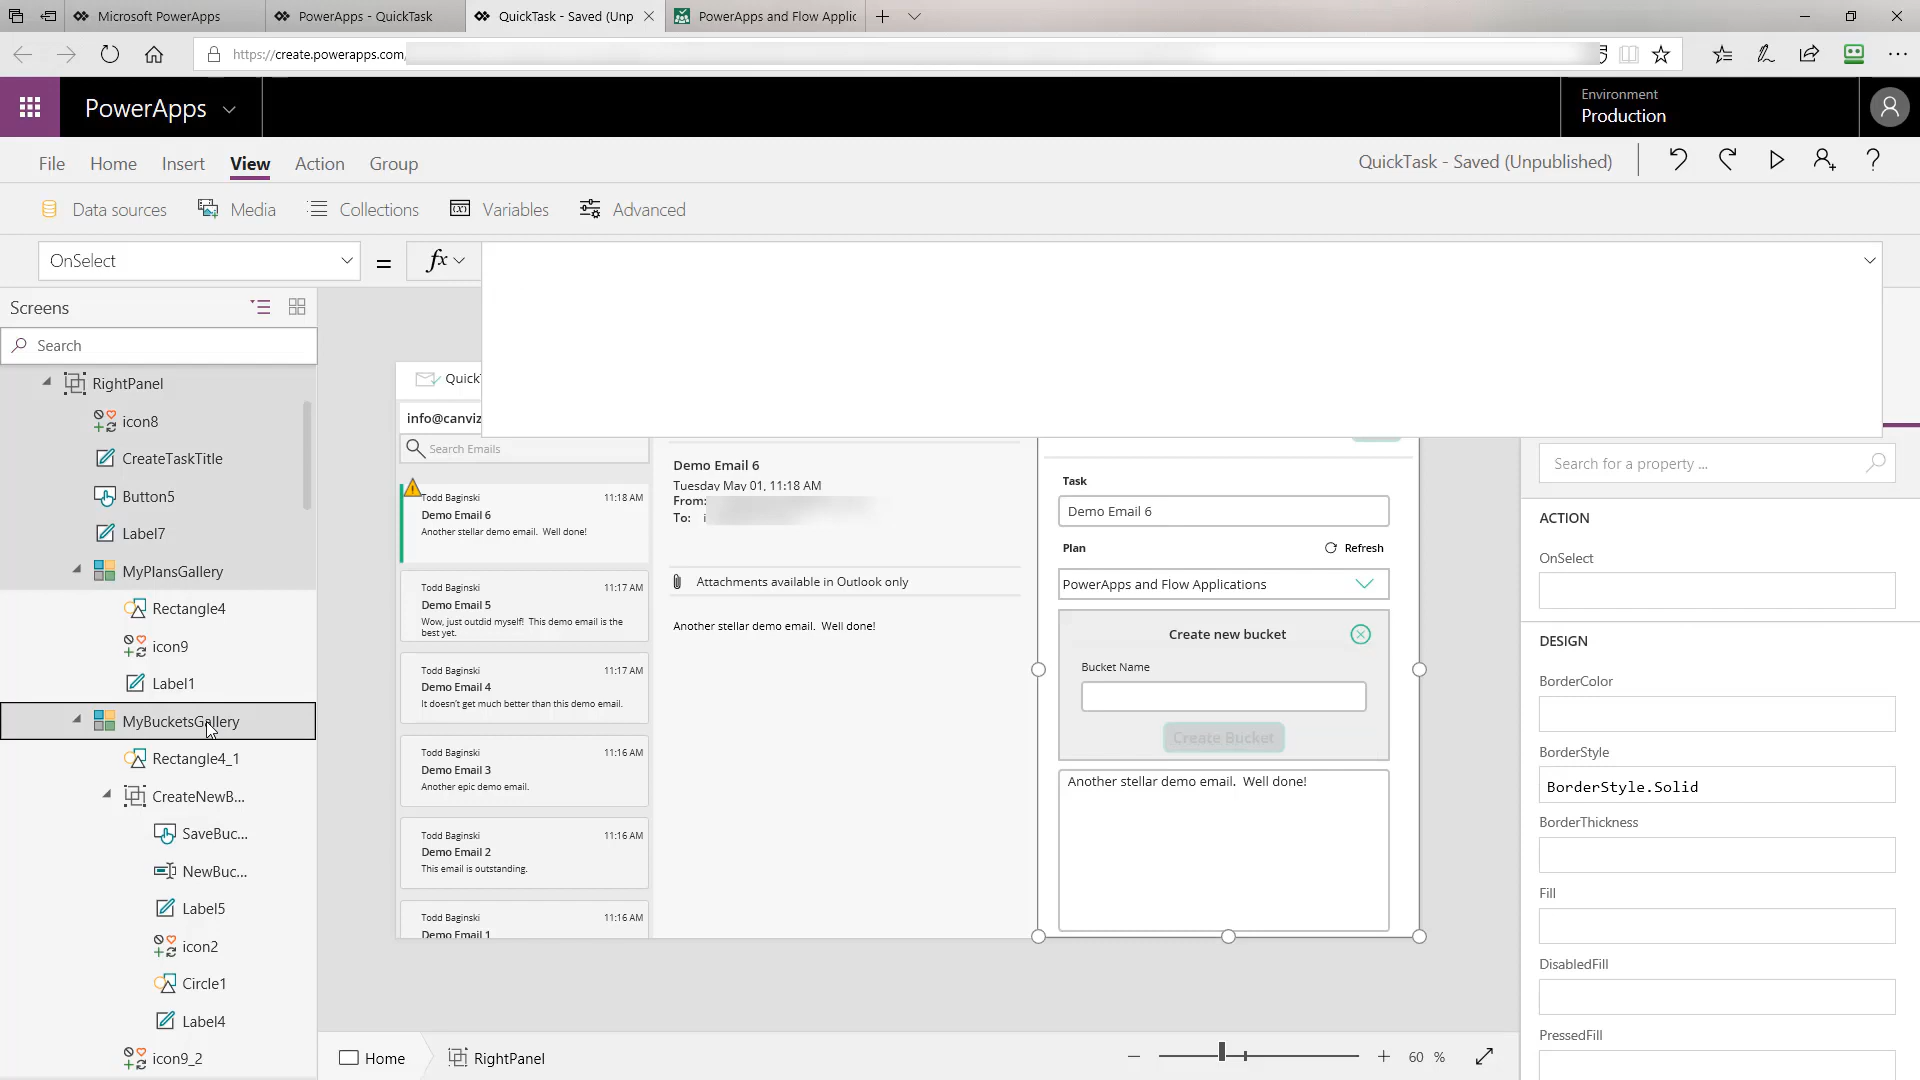 Microsoft PowerApps
PowerApps - QuickTask
QuickTask - Saved (Unp
PowerApps and Flow Applic
https://create.powerapps.com
PowerApps
Environment
Production
File
Home
Insert
View
Action
Group
QuickTask - Saved (Unpublished)
Data sources
Media
Collections
Variables
Advanced
OnSelect
=
fx
Screens
Search
RightPanel
icon8
CreateTaskTitle
Button5
Label7
MyPlansGallery
Rectangle4
icon9
Label1
MyBucketsGallery
Rectangle4_1
CreateNewB...
SaveBuc...
NewBuc...
Label5
icon2
Circle1
Label4
icon9_2
info@canviz
Search Emails
Todd Baginski 11:18 AM
Demo Email 6
Another stellar demo email. Well done!
Todd Baginski 11:17 AM
Demo Email 5
Wow, just outdid myself! This demo email is the
best yet.
Todd Baginski 11:17 AM
Demo Email 4
It doesn't get much better than this demo email.
Todd Baginski 11:16 AM
Demo Email 3
Another epic demo email.
Todd Baginski 11:16 AM
Demo Email 2
This email is outstanding.
Todd Baginski 11:16 AM
Demo Email 1
Demo Email 6
Tuesday May 01, 11:18 AM
From:
To: i
Attachments available in Outlook only
Another stellar demo email. Well done!
Task
Demo Email 6
Plan
Refresh
PowerApps and Flow Applications
Create new bucket
Bucket Name
Create Bucket
Another stellar demo email. Well done!
Home
RightPanel
60 %
Search for a property ...
ACTION
OnSelect
DESIGN
BorderColor
BorderStyle
BorderStyle.Solid
BorderThickness
Fill
DisabledFill
PressedFill